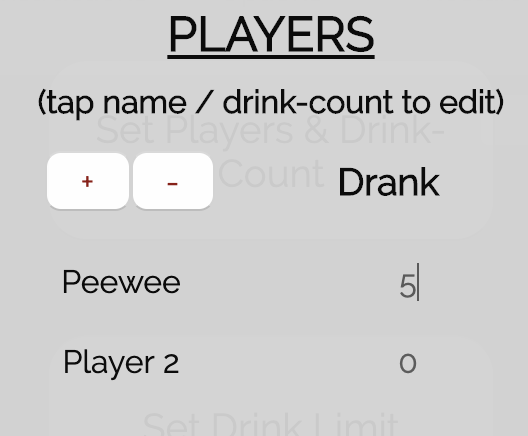 PLAYERS
(tap name / drink-count to edit)
Set Players & Drink-
Count
+ - Drank
Peewee 5
Player 2 0
Set Drink Limit